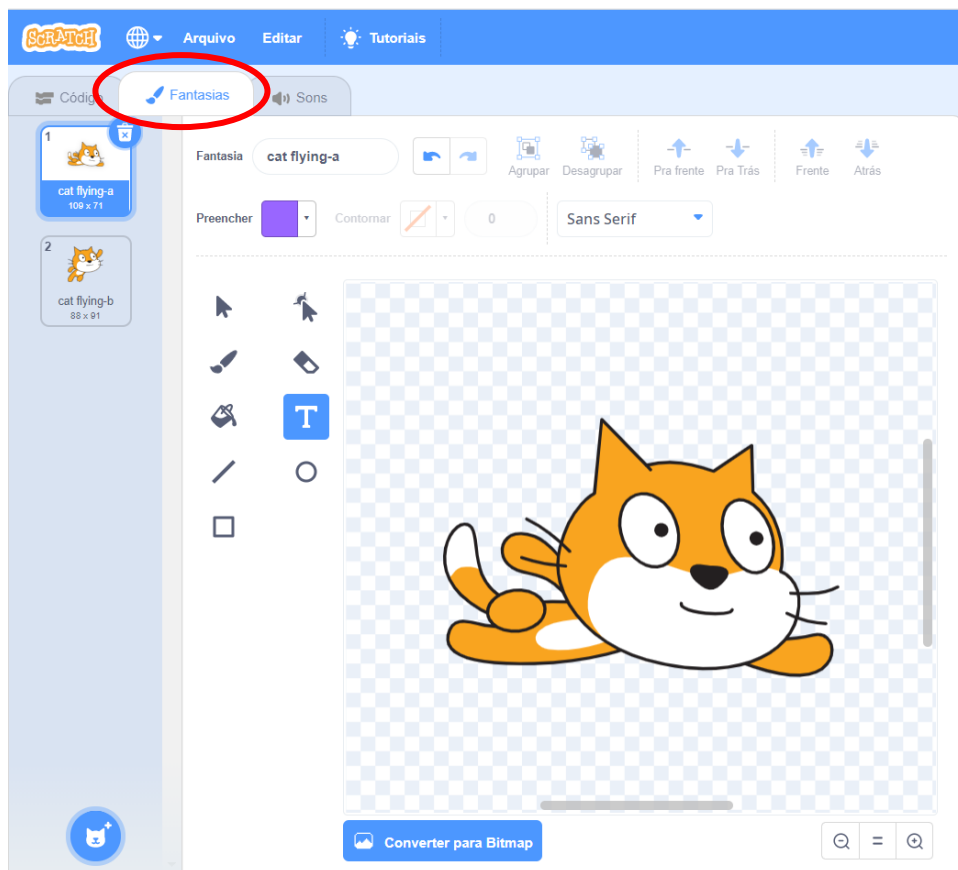 SCRATCH Arquivo Editar Tutoriais
Código Fantasias Sons
1
cat flying-a
109 x 71
2
cat flying-b
88 x 91
Fantasia cat flying-a Agrupar Desagrupar Pra frente Pra Trás Frente Atrás
Preencher Contornar 0 Sans Serif
T
Converter para Bitmap